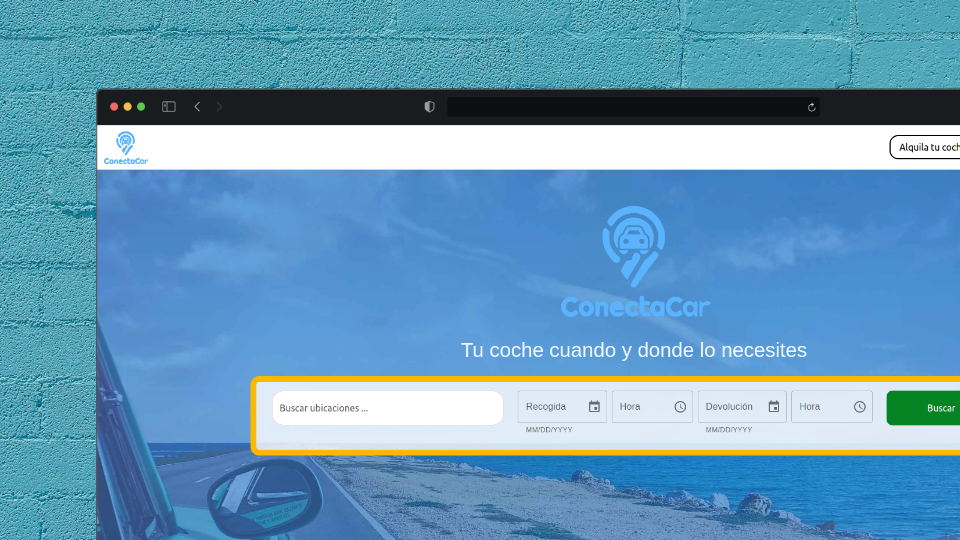 ConectaCar
Alquila tu coch
ConectaCar
Tu coche cuando y donde lo necesites
Buscar ubicaciones ...
Recogida
Hora
Devolución
Hora
Buscar
MM/DD/YYYY
MM/DD/YYYY